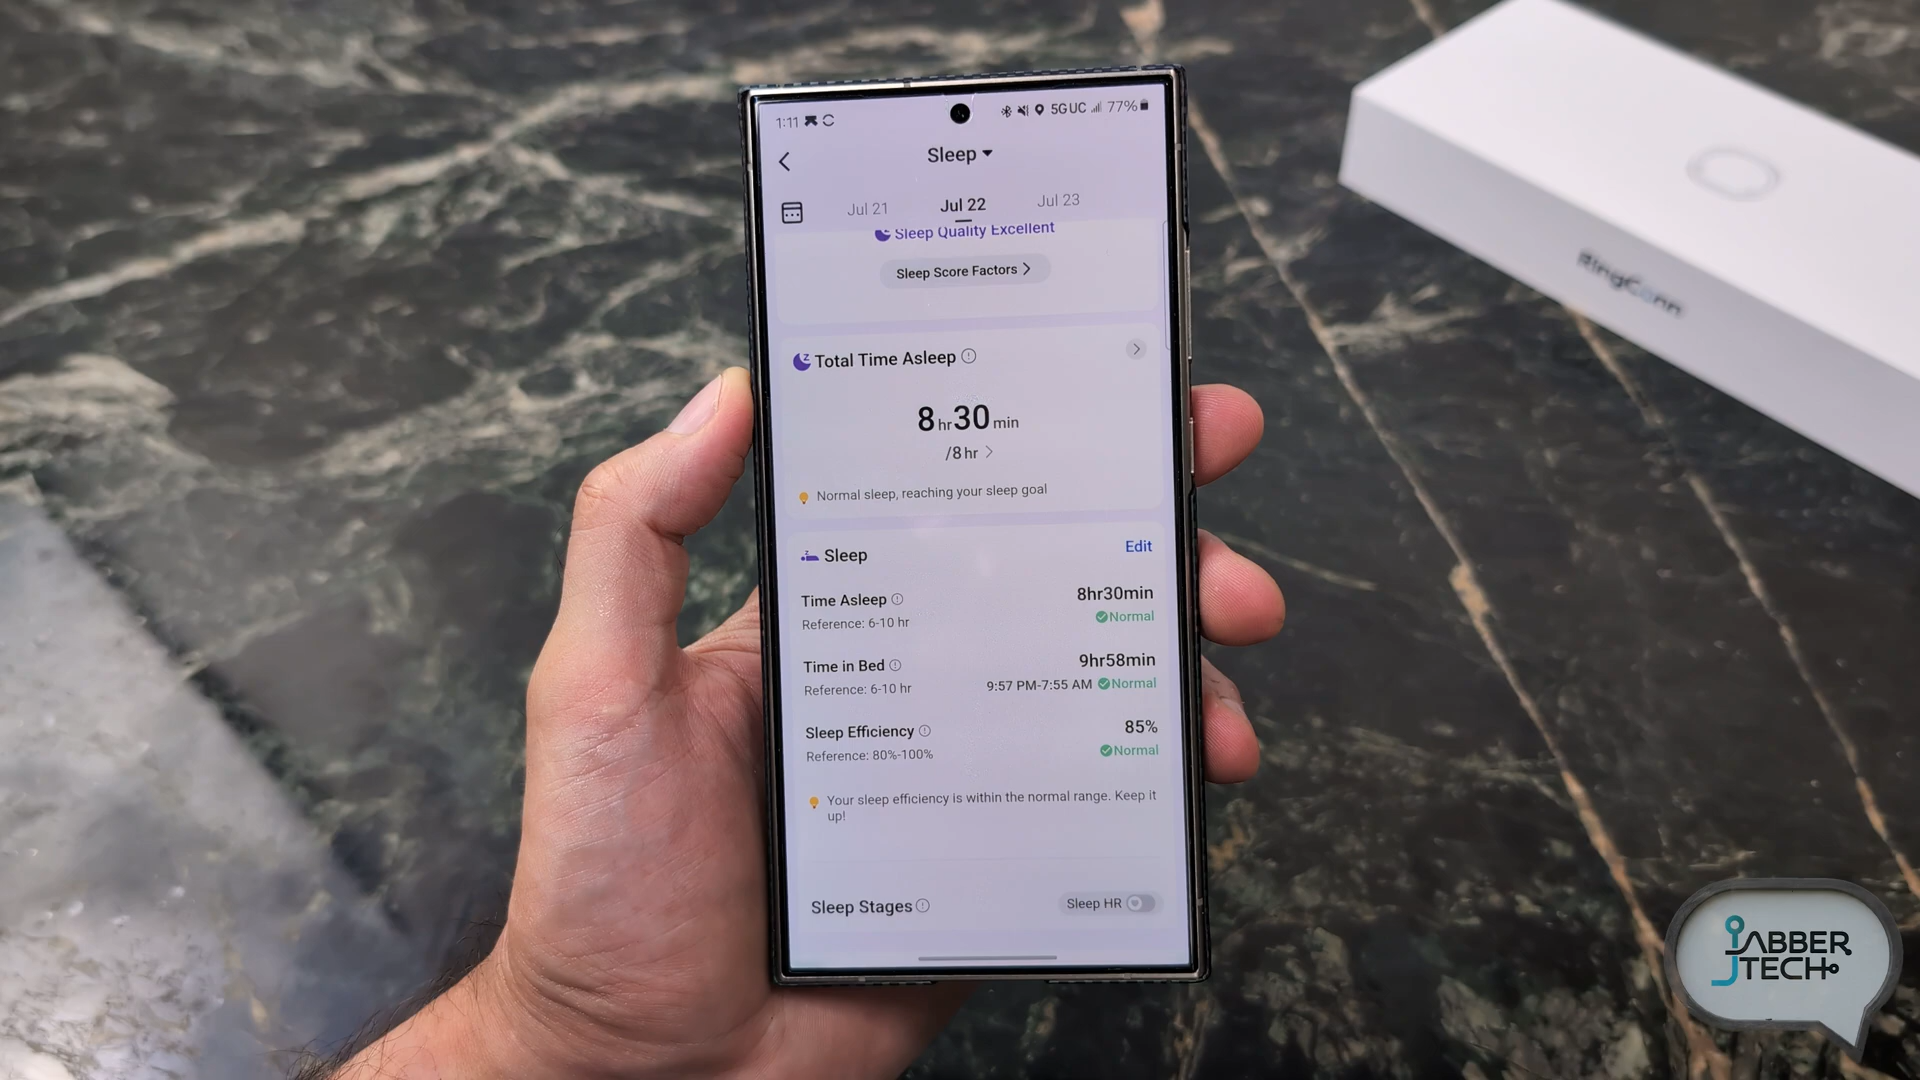 1:11 5G UC 77%
Sleep
Jul 21 Jul 22 Jul 23
Sleep Quality Excellent
Sleep Score Factors
Total Time Asleep
8 hr 30 min
/8 hr
Normal sleep, reaching your sleep goal
Sleep Edit
Time Asleep 8hr30min
Reference: 6-10 hr Normal
Time in Bed 9hr58min
Reference: 6-10 hr 9:57 PM-7:55 AM Normal
Sleep Efficiency 85%
Reference: 80%-100% Normal
Your sleep efficiency is within the normal range. Keep it
up!
Sleep Stages Sleep HR
RingConn
JABBER
TECH